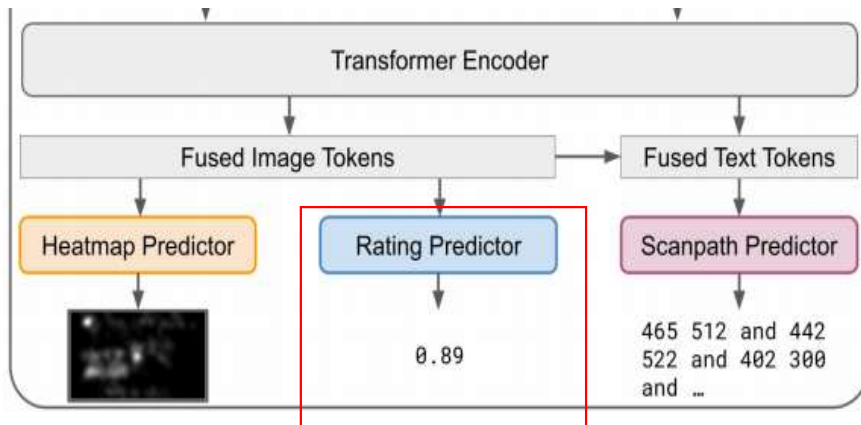 Transformer Encoder
Fused Image Tokens
Fused Text Tokens
Heatmap Predictor
Rating Predictor
Scanpath Predictor
0.89
465 512 and 442
522 and 402 300
and …